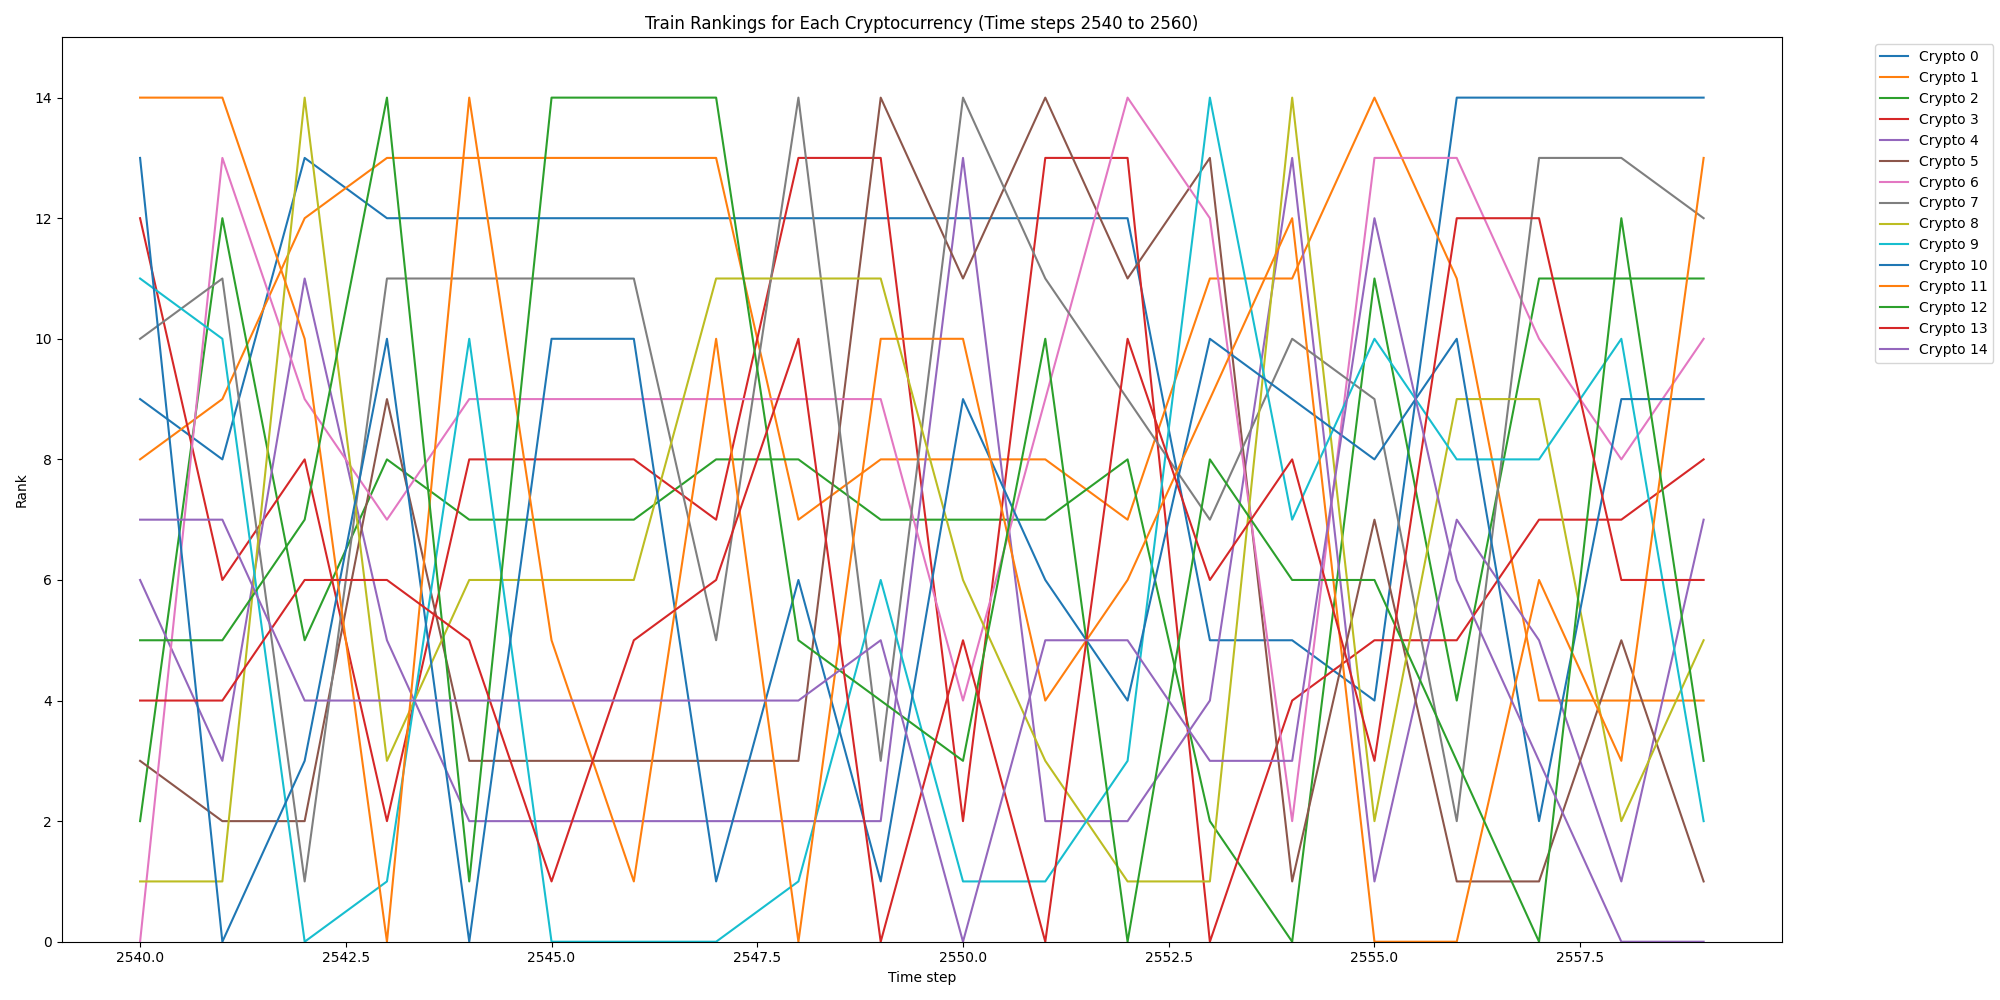 Train Rankings for Each Cryptocurrency (Time steps 2540 to 2560)
Rank
14
12
10
8
6
4
2
0
2540.0 2542.5 2545.0 2547.5 2550.0 2552.5 2555.0 2557.5
Time step
Crypto 0
Crypto 1
Crypto 2
Crypto 3
Crypto 4
Crypto 5
Crypto 6
Crypto 7
Crypto 8
Crypto 9
Crypto 10
Crypto 11
Crypto 12
Crypto 13
Crypto 14